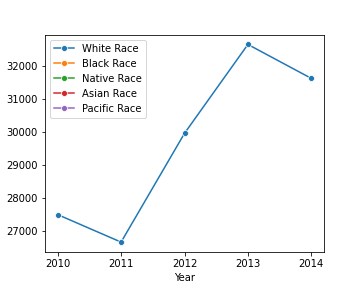 White Race
Black Race
Native Race
Asian Race
Pacific Race
32000
31000
30000
29000
28000
27000
2010 2011 2012 2013 2014
Year